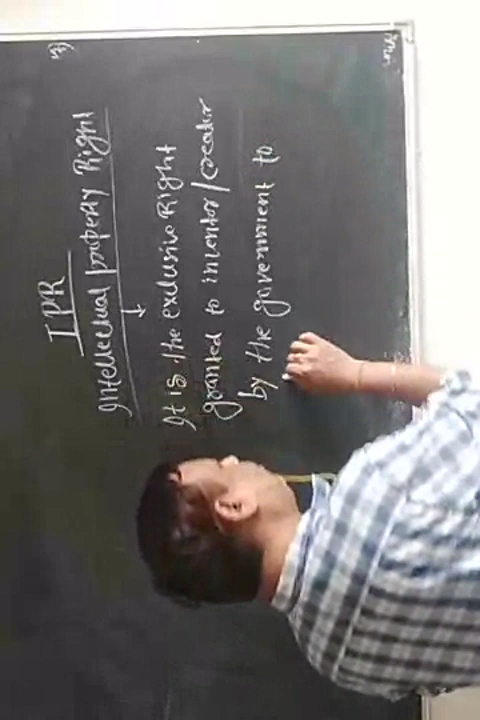 IPR
Intellectual property Right
↓
It is the exclusive Right
granted to inventor/creator
by the government to